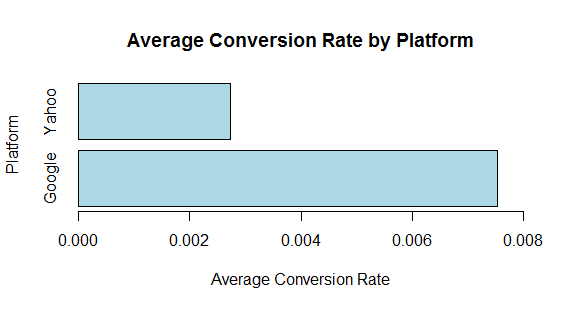 Average Conversion Rate by Platform
Platform
Yahoo
Google
0.000 0.002 0.004 0.006 0.008
Average Conversion Rate